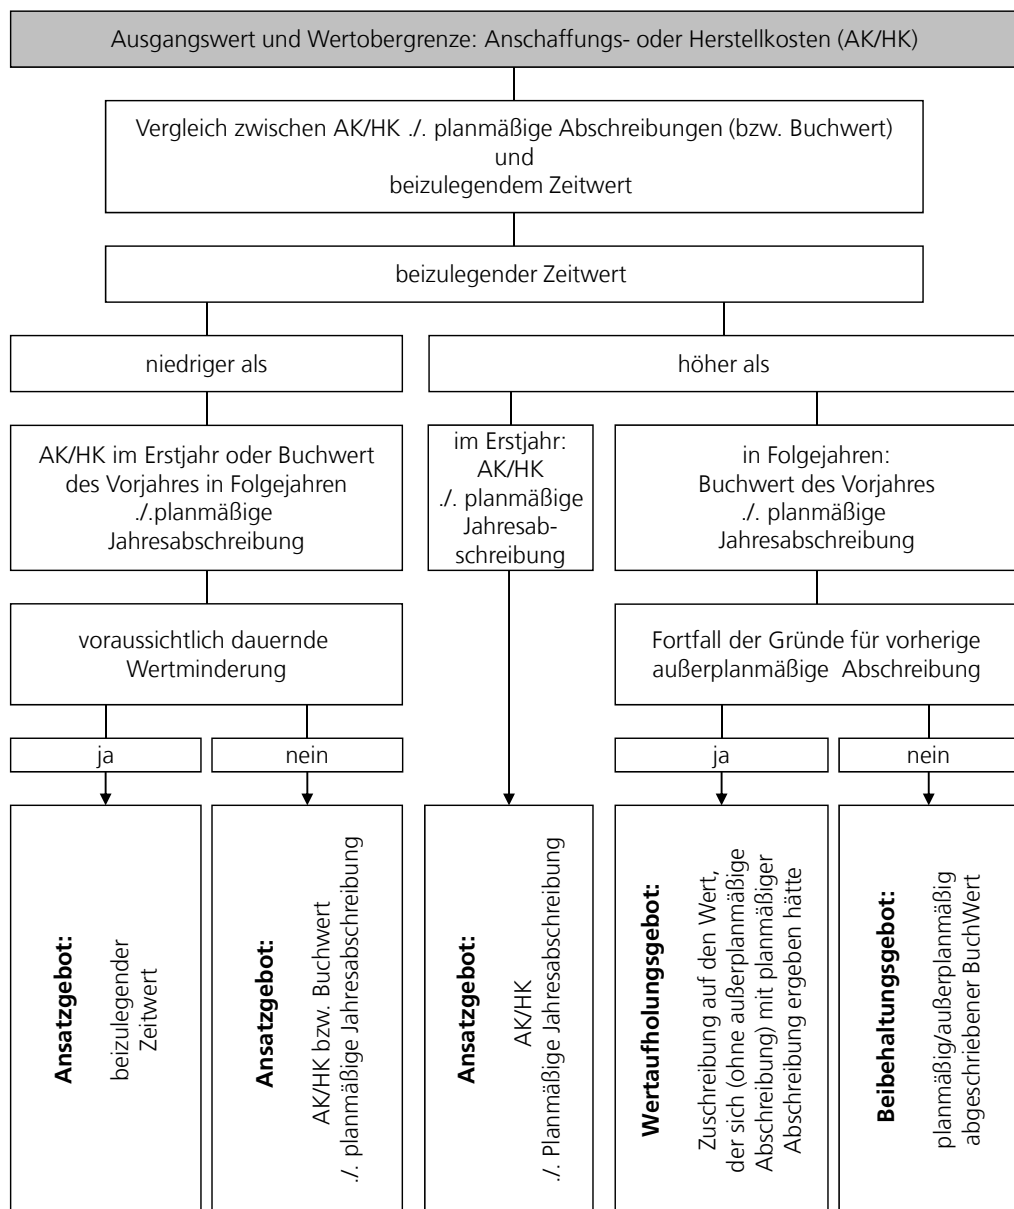 Ausgangswert und Wertobergrenze: Anschaffungs- oder Herstellkosten (AK/HK)
Vergleich zwischen AK/HK ./. planmäßige Abschreibungen (bzw. Buchwert)
und
beizulegendem Zeitwert
beizulegender Zeitwert
niedriger als
höher als
AK/HK im Erstjahr oder Buchwert
des Vorjahres in Folgejahren
./.planmäßige
Jahresabschreibung
im Erstjahr:
AK/HK
./. planmäßige
Jahresab-
schreibung
in Folgejahren:
Buchwert des Vorjahres
./. planmäßige
Jahresabschreibung
voraussichtlich dauernde
Wertminderung
Fortfall der Gründe für vorherige
außerplanmäßige Abschreibung
ja
nein
ja
nein
Ansatzgebot:
beizulegender
Zeitwert
Ansatzgebot:
AK/HK bzw. Buchwert
./. planmäßige Jahresabschreibung
Ansatzgebot:
AK/HK
./. Planmäßige Jahresabschreibung
Wertaufholungsgebot:
Zuschreibung auf den Wert,
der sich (ohne außerplanmäßige
Abschreibung) mit planmäßiger
Abschreibung ergeben hätte
Beibehaltungsgebot:
planmäßig/außerplanmäßig
abgeschriebener BuchWert